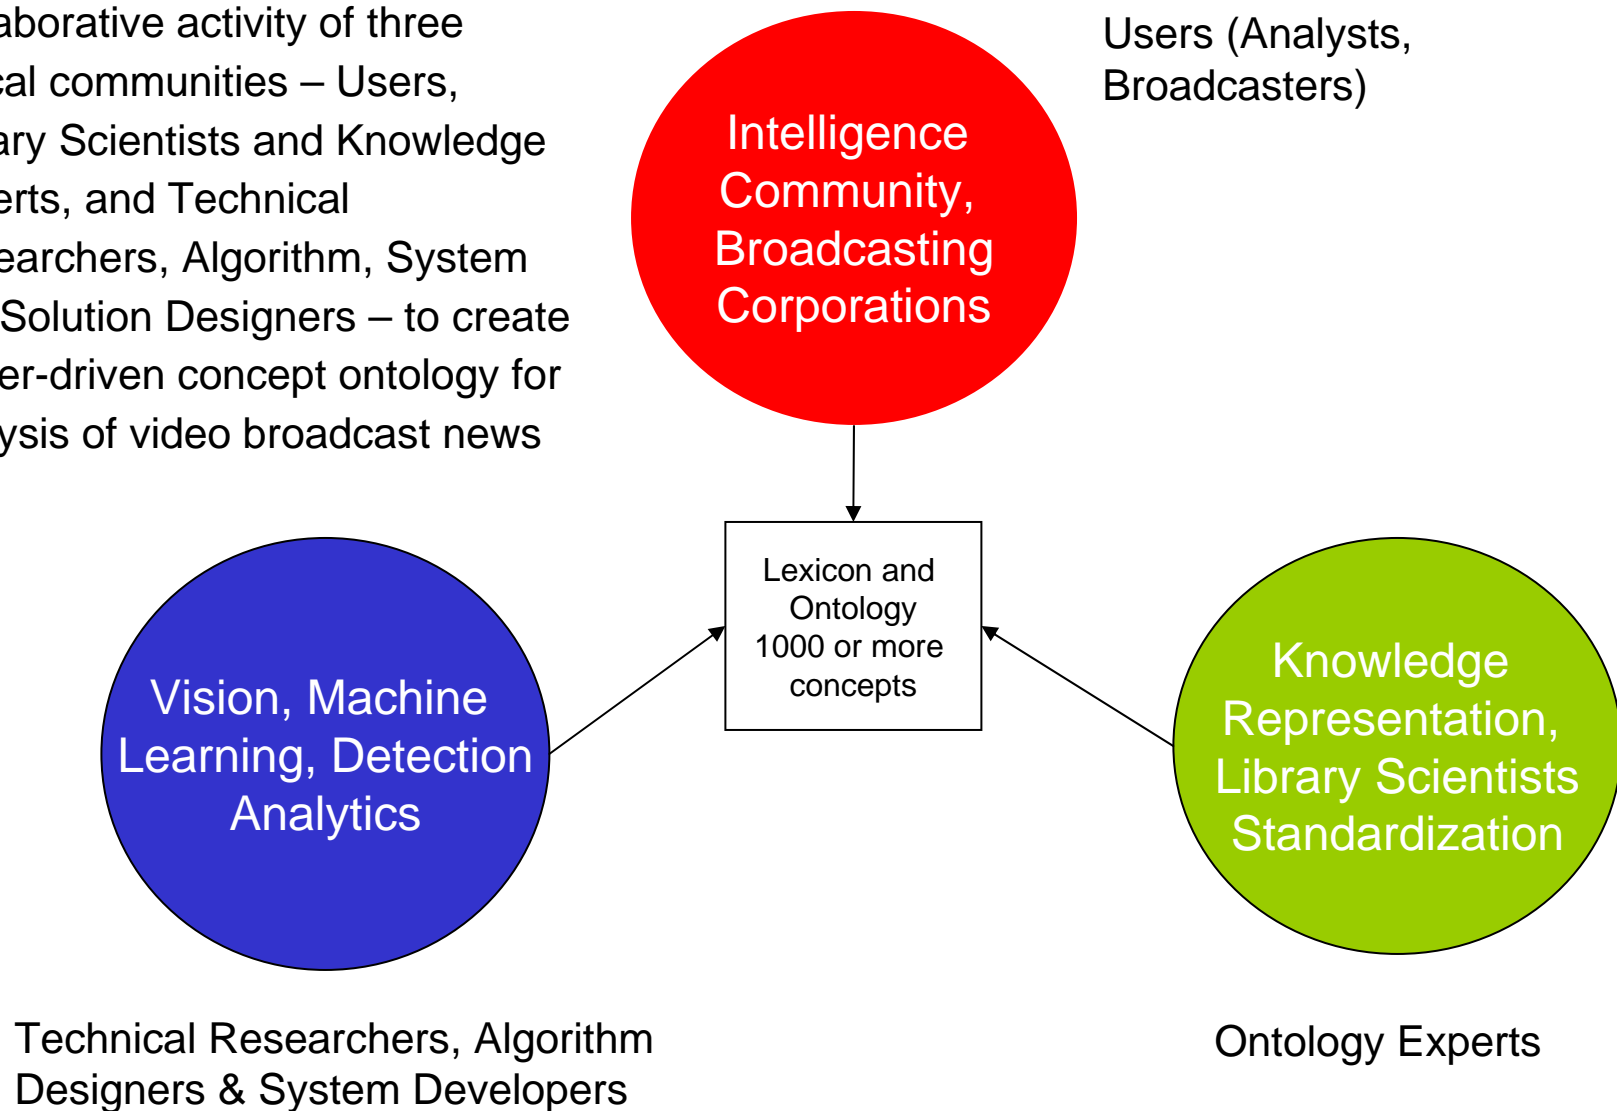 aborative activity of three
cal communities – Users,
ary Scientists and Knowledge
erts, and Technical
earchers, Algorithm, System
Solution Designers – to create
er-driven concept ontology for
lysis of video broadcast news
Users (Analysts,
Broadcasters)
Intelligence
Community,
Broadcasting
Corporations
Lexicon and
Ontology
1000 or more
concepts
Vision, Machine
Learning, Detection
Analytics
Knowledge
Representation,
Library Scientists
Standardization
Technical Researchers, Algorithm
Designers & System Developers
Ontology Experts